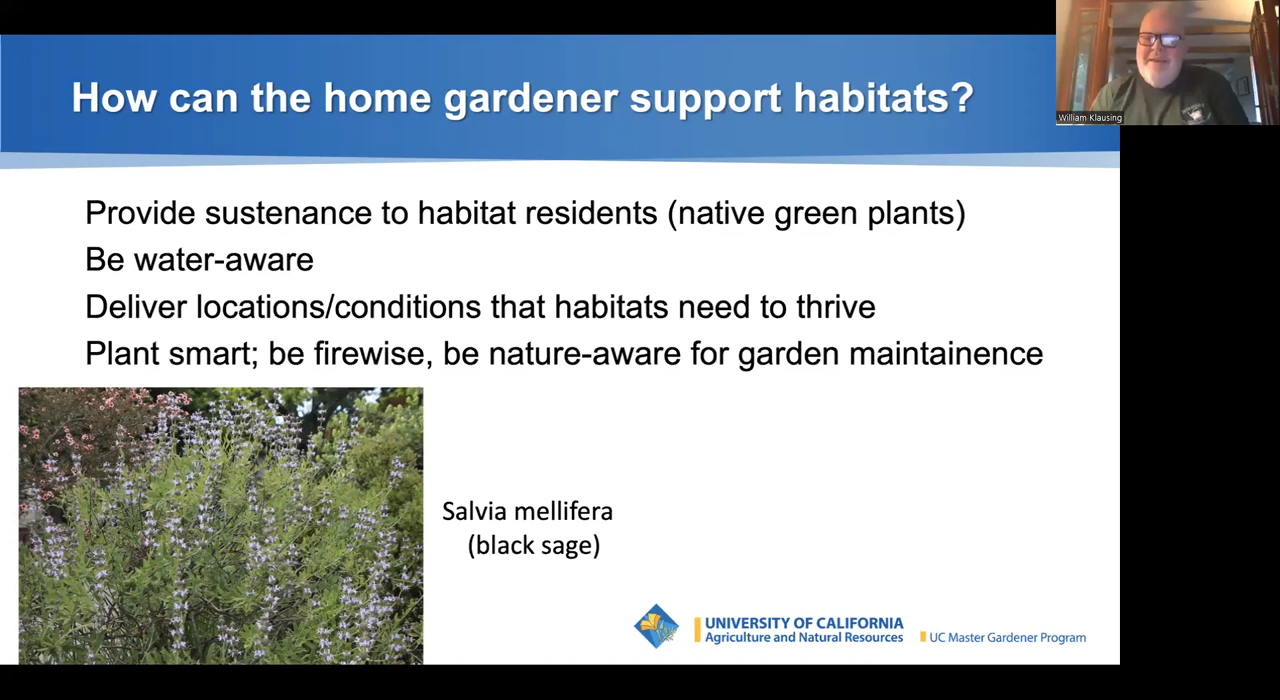 How can the home gardener support habitats?
William Klausing
Provide sustenance to habitat residents (native green plants)
Be water-aware
Deliver locations/conditions that habitats need to thrive
Plant smart; be firewise, be nature-aware for garden maintainence
Salvia mellifera
(black sage)
UNIVERSITY OF CALIFORNIA
Agriculture and Natural Resources
UC Master Gardener Program